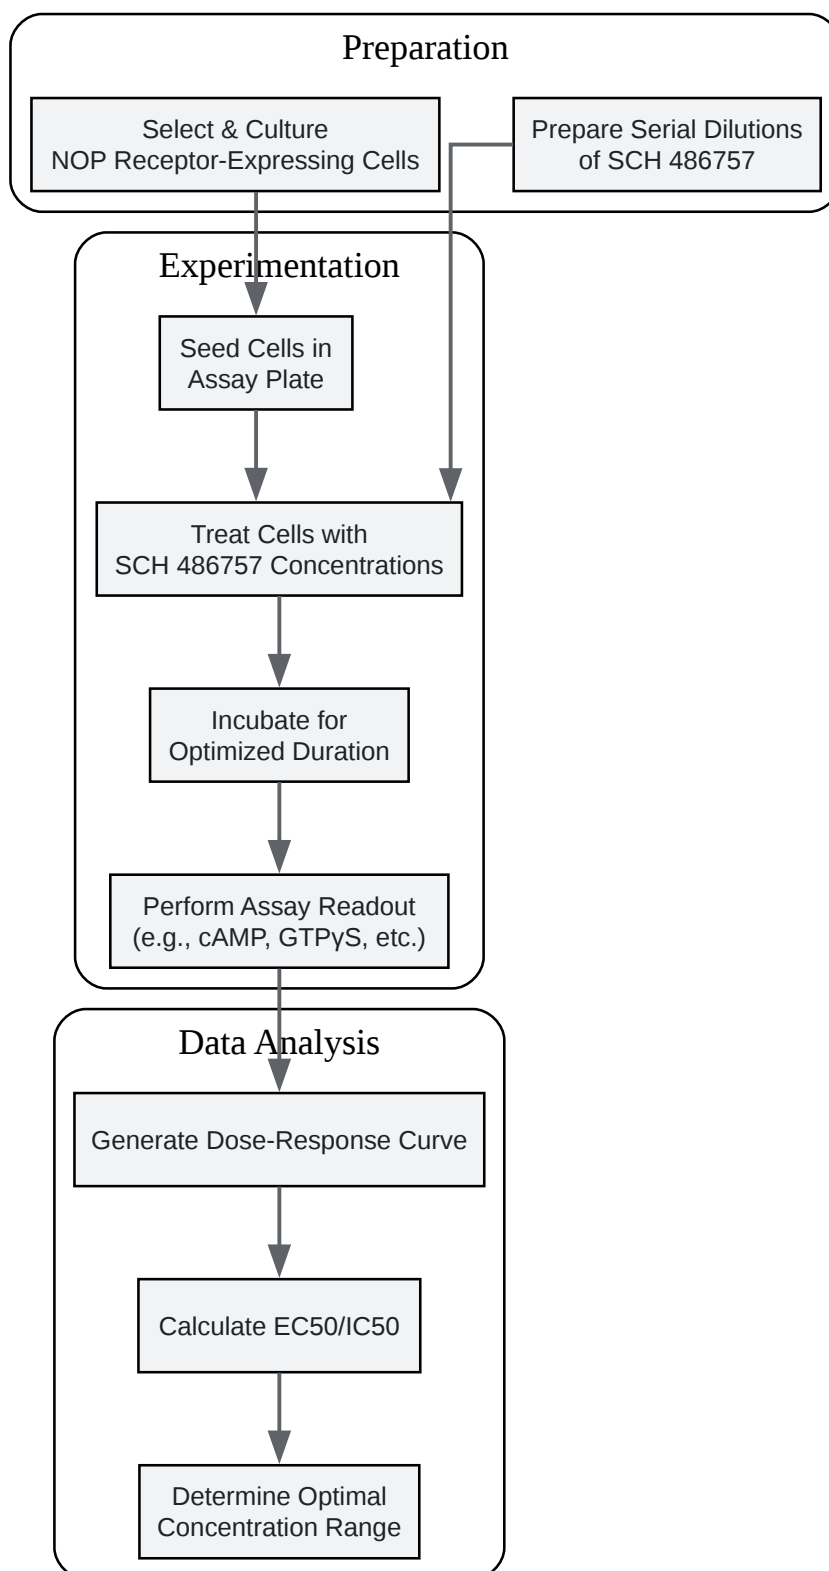 Preparation
Select & Culture
NOP Receptor-Expressing Cells
Prepare Serial Dilutions
of SCH 486757
Experimentation
Seed Cells in
Assay Plate
Treat Cells with
SCH 486757 Concentrations
Incubate for
Optimized Duration
Perform Assay Readout
(e.g., cAMP, GTPγS, etc.)
Data Analysis
Generate Dose-Response Curve
Calculate EC50/IC50
Determine Optimal
Concentration Range